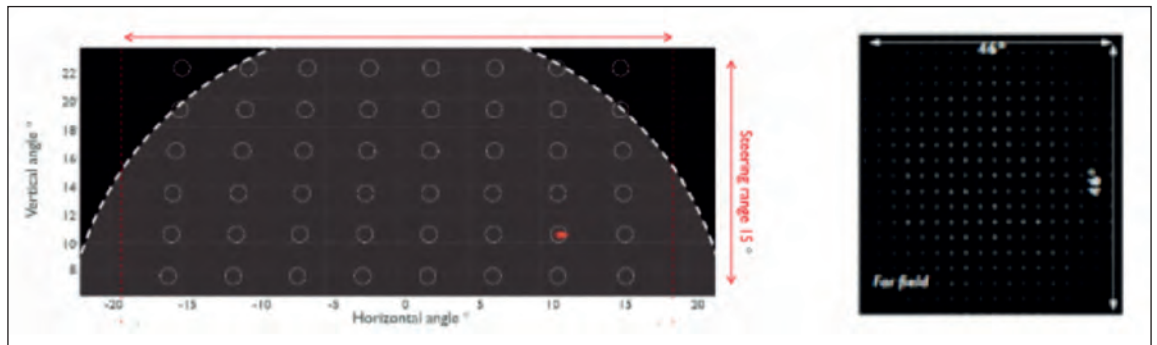 22
20
18
16
14
12
10
8
Vertical angle °
-20 -15 -10 -5 0 5 10 15 20
Horizontal angle °
Steering range 15 °
46°
46°
Far field